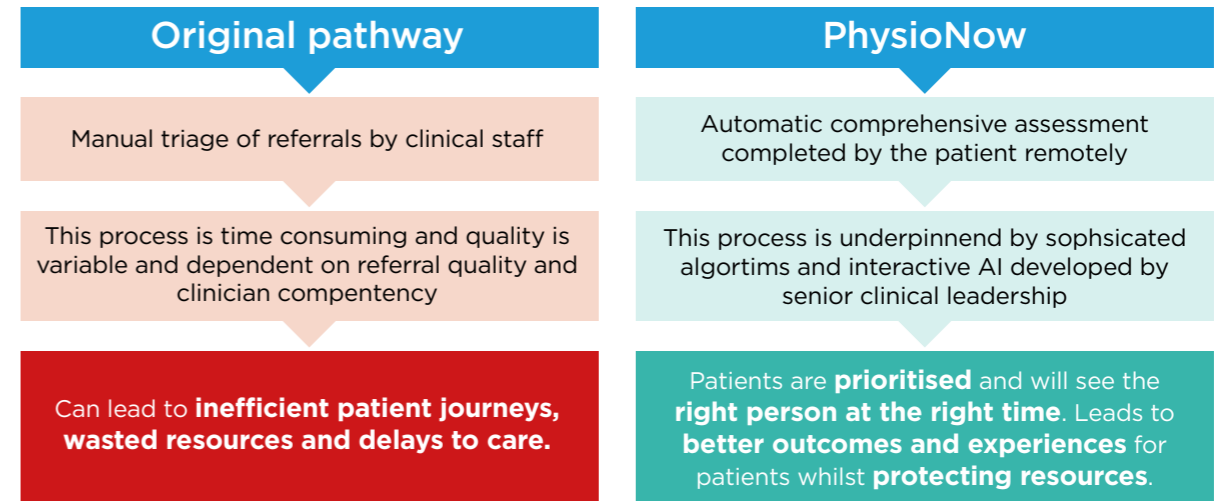 Original pathway
Manual triage of referrals by clinical staff
This process is time consuming and quality is
variable and dependent on referral quality and
clinician compentency
Can lead to inefficient patient journeys,
wasted resources and delays to care.
PhysioNow
Automatic comprehensive assessment
completed by the patient remotely
This process is underpinnend by sophsicated
algortims and interactive AI developed by
senior clinical leadership
Patients are prioritised and will see the
right person at the right time. Leads to
better outcomes and experiences for
patients whilst protecting resources.